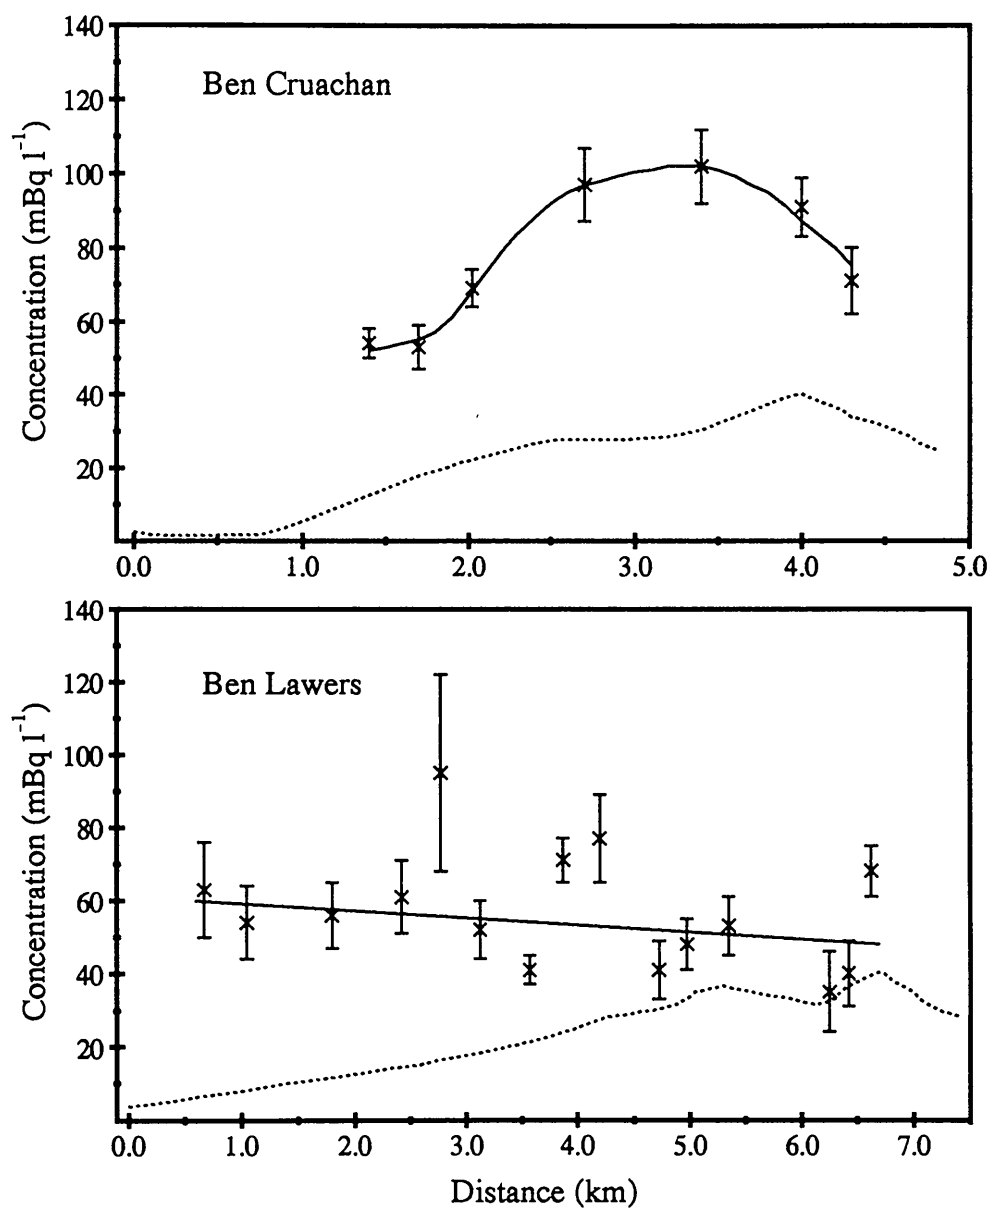 140
Ben Cruachan
120
100
80
60
40
20
Concentration (mBq l⁻¹)
0.0 1.0 2.0 3.0 4.0 5.0
140
Ben Lawers
120
100
80
60
40
20
Concentration (mBq l⁻¹)
0.0 1.0 2.0 3.0 4.0 5.0 6.0 7.0
Distance (km)